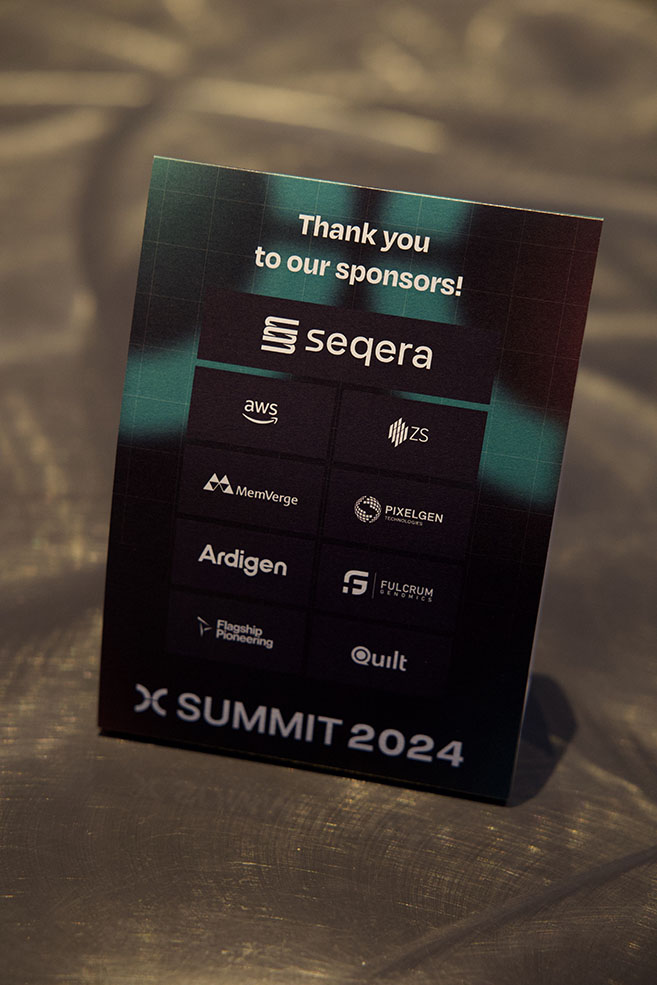 Thank you
to our sponsors!
seqera
aws
ZS
MemVerge
PIXELGEN
TECHNOLOGIES
Ardigen
FULCRUM
GENOMICS
Flagship
Pioneering
Quilt
SUMMIT 2024